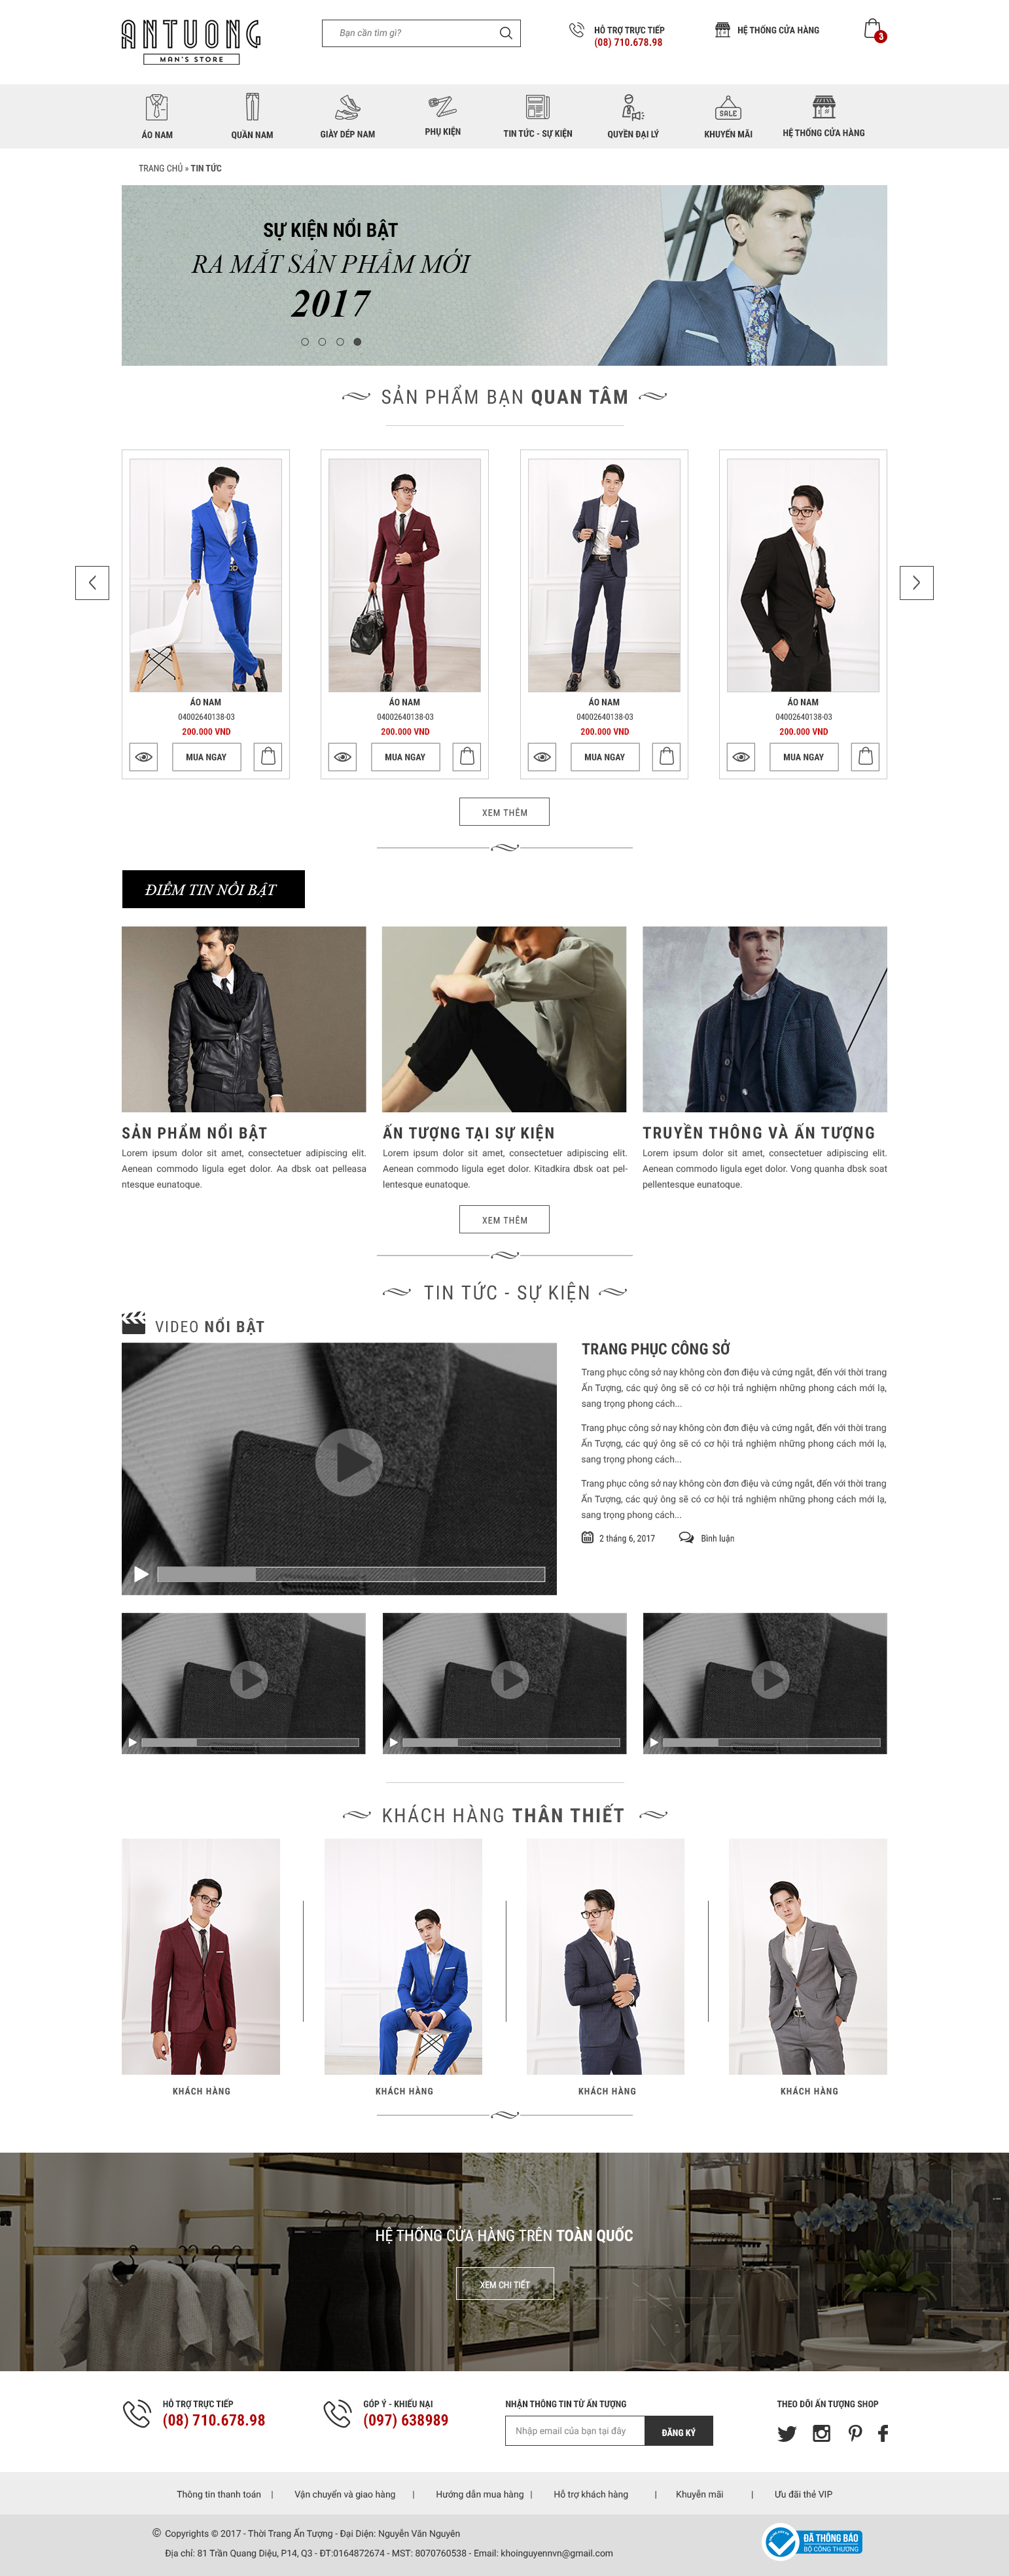 ANTUONG
MAN'S STORE
Bạn cần tìm gì?
HỖ TRỢ TRỰC TIẾP
(08) 710.678.98
HỆ THỐNG CỬA HÀNG
3
ÁO NAM
QUẦN NAM
GIÀY DÉP NAM
PHỤ KIỆN
TIN TỨC - SỰ KIỆN
QUYỀN ĐẠI LÝ
SALE
KHUYẾN MÃI
HỆ THỐNG CỬA HÀNG
TRANG CHỦ » TIN TỨC
SỰ KIỆN NỔI BẬT
RA MẮT SẢN PHẨM MỚI
2017
SẢN PHẨM BẠN QUAN TÂM
ÁO NAM
04002640138-03
200.000 VND
MUA NGAY
ÁO NAM
04002640138-03
200.000 VND
MUA NGAY
ÁO NAM
04002640138-03
200.000 VND
MUA NGAY
ÁO NAM
04002640138-03
200.000 VND
MUA NGAY
XEM THÊM
ĐIỂM TIN NỔI BẬT
SẢN PHẨM NỔI BẬT
Lorem ipsum dolor sit amet, consectetuer adipiscing elit.
Aenean commodo ligula eget dolor. Aa dbsk oat pelleasa
ntesque eunatoque.
ẤN TƯỢNG TẠI SỰ KIỆN
Lorem ipsum dolor sit amet, consectetuer adipiscing elit.
Aenean commodo ligula eget dolor. Kitadkira dbsk oat pel-
lentesque eunatoque.
TRUYỀN THÔNG VÀ ẤN TƯỢNG
Lorem ipsum dolor sit amet, consectetuer adipiscing elit.
Aenean commodo ligula eget dolor. Vong quanha dbsk soat
pellentesque eunatoque.
XEM THÊM
TIN TỨC - SỰ KIỆN
VIDEO NỔI BẬT
TRANG PHỤC CÔNG SỞ
Trang phục công sở nay không còn đơn điệu và cứng ngắt, đến với thời trang
Ấn Tượng, các quý ông sẽ có cơ hội trả nghiệm những phong cách mới lạ,
sang trọng phong cách...
Trang phục công sở nay không còn đơn điệu và cứng ngắt, đến với thời trang
Ấn Tượng, các quý ông sẽ có cơ hội trả nghiệm những phong cách mới lạ,
sang trọng phong cách...
Trang phục công sở nay không còn đơn điệu và cứng ngắt, đến với thời trang
Ấn Tượng, các quý ông sẽ có cơ hội trả nghiệm những phong cách mới lạ,
sang trọng phong cách...
2 tháng 6, 2017
Bình luận
KHÁCH HÀNG THÂN THIẾT
KHÁCH HÀNG
KHÁCH HÀNG
KHÁCH HÀNG
KHÁCH HÀNG
HỆ THỐNG CỬA HÀNG TRÊN TOÀN QUỐC
XEM CHI TIẾT
HỖ TRỢ TRỰC TIẾP
(08) 710.678.98
GÓP Ý - KHIẾU NẠI
(097) 638989
NHẬN THÔNG TIN TỪ ẤN TƯỢNG
Nhập email của bạn tại đây
ĐĂNG KÝ
THEO DÕI ẤN TƯỢNG SHOP
Thông tin thanh toán | Vận chuyển và giao hàng | Hướng dẫn mua hàng | Hỗ trợ khách hàng | Khuyễn mãi | Ưu đãi thẻ VIP
© Copyrights © 2017 - Thời Trang Ấn Tượng - Đại Diện: Nguyễn Văn Nguyên
Địa chỉ: 81 Trần Quang Diệu, P14, Q3 - ĐT:0164872674 - MST: 8070760538 - Email: khoinguyennvn@gmail.com
ĐÃ THÔNG BÁO
BỘ CÔNG THƯƠNG